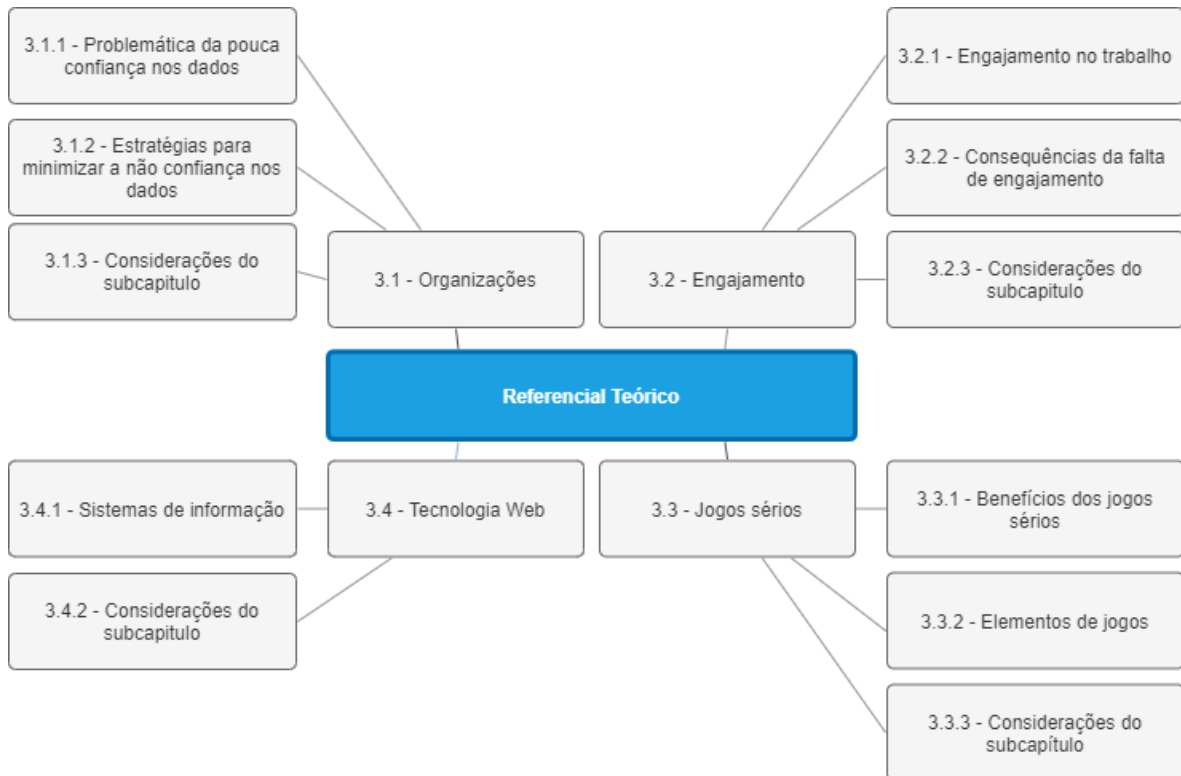 3.1.1 - Problemática da pouca
confiança nos dados
3.1.2 - Estratégias para
minimizar a não confiança nos
dados
3.1.3 - Considerações do
subcapitulo
3.1 - Organizações
3.2 - Engajamento
3.2.1 - Engajamento no trabalho
3.2.2 - Consequências da falta
de engajamento
3.2.3 - Considerações do
subcapitulo
Referencial Teórico
3.4.1 - Sistemas de informação
3.4.2 - Considerações do
subcapitulo
3.4 - Tecnologia Web
3.3 - Jogos sérios
3.3.1 - Benefícios dos jogos
sérios
3.3.2 - Elementos de jogos
3.3.3 - Considerações do
subcapítulo